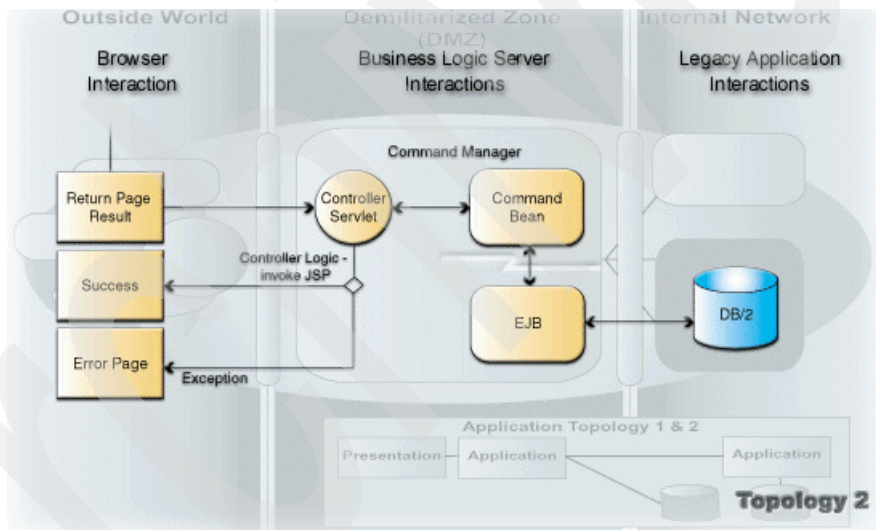 Outside World
Demilitarized Zone
(DMZ)
Internal Network
Browser
Interaction
Business Logic Server
Interactions
Legacy Application
Interactions
Command Manager
Return Page
Result
Controller
Servlet
Command
Bean
Controller Logic -
invoke JSP
Success
EJB
DB/2
Error Page
Exception
Application Topology 1 & 2
Presentation
Application
Application
Topology 2